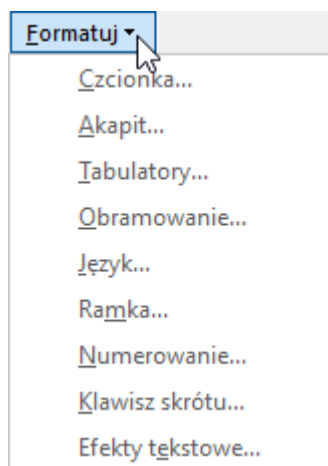 Formatuj
Czcionka...
Akapit...
Tabulatory...
Obramowanie...
Język...
Ramka...
Numerowanie...
Klawisz skrótu...
Efekty tekstowe...